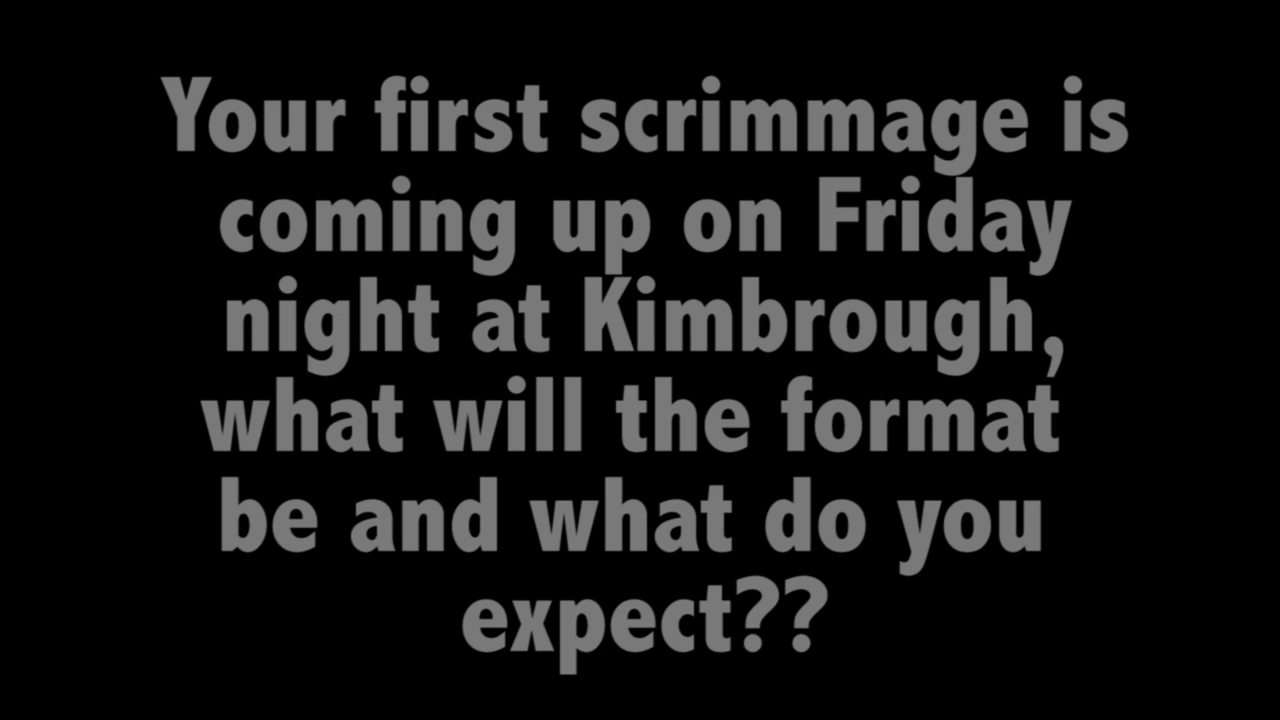 Your first scrimmage is
coming up on Friday
night at Kimbrough,
what will the format
be and what do you
expect??